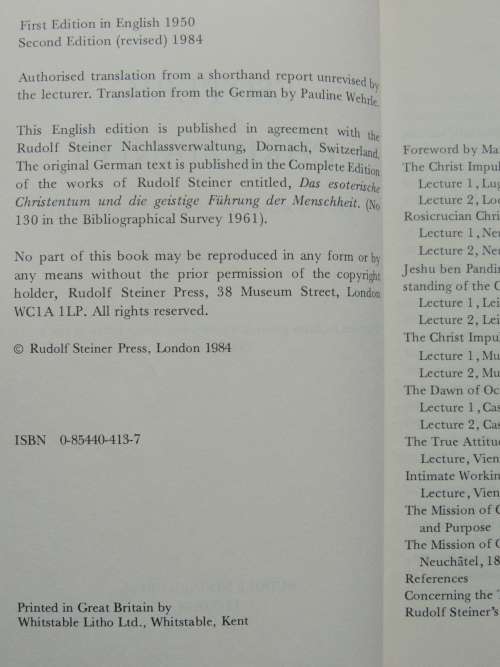 First Edition in English 1950
Second Edition (revised) 1984
Authorised translation from a shorthand report unrevised by
the lecturer. Translation from the German by Pauline Wehrle.
This English edition is published in agreement with the
Rudolf Steiner Nachlassverwaltung, Dornach, Switzerland.
The original German text is published in the Complete Edition
of the works of Rudolf Steiner entitled, Das esoterische
Christentum und die geistige Führung der Menschheit. (No
130 in the Bibliographical Survey 1961).
No part of this book may be reproduced in any form or by
any means without the prior permission of the copyright
holder, Rudolf Steiner Press, 38 Museum Street, London
WC1A 1LP. All rights reserved.
© Rudolf Steiner Press, London 1984
ISBN 0-85440-413-7
Printed in Great Britain by
Whitstable Litho Ltd., Whitstable, Kent
Foreword by Ma
The Christ Impul
Lecture 1, Lug
Lecture 2, Loc
Rosicrucian Chri
Lecture 1, Neu
Lecture 2, Neu
Jeshu ben Pandir
standing of the C
Lecture 1, Lei
Lecture 2, Lei
The Christ Impul
Lecture 1, Mu
Lecture 2, Mu
The Dawn of Occ
Lecture 1, Cas
Lecture 2, Cas
The True Attitud
Lecture, Vien
Intimate Workin
Lecture, Vien
The Mission of C
and Purpose
The Mission of C
Neuchâtel, 18
References
Concerning the T
Rudolf Steiner's